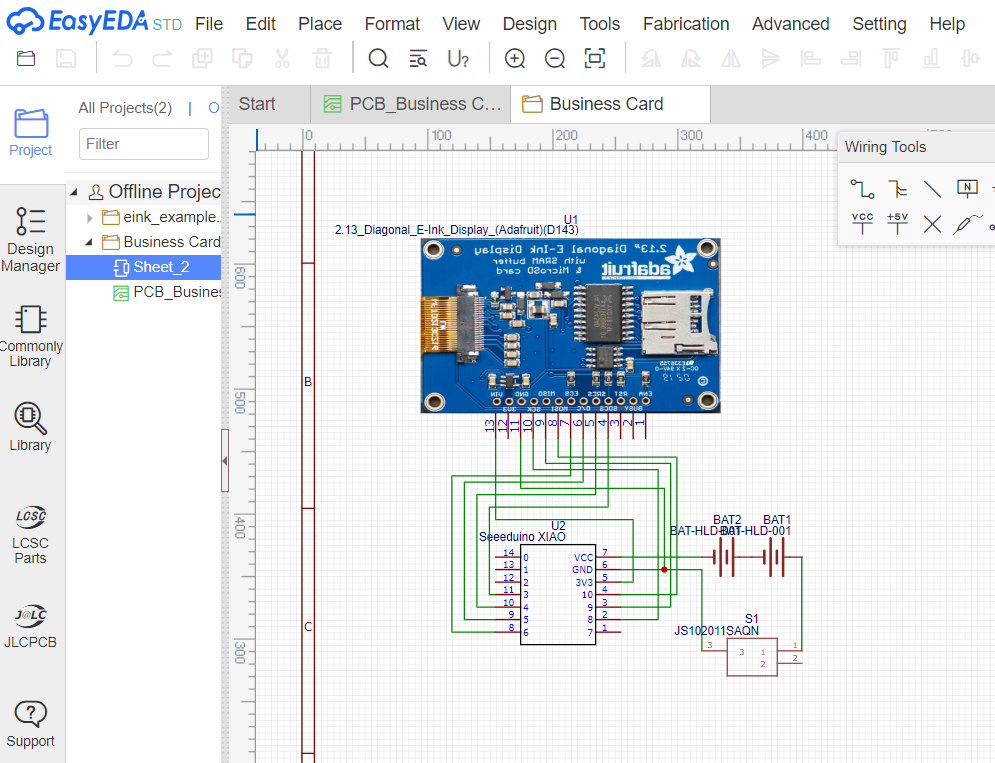 EasyEDA STD File Edit Place Format View Design Tools Fabrication Advanced Setting Help
U?
All Projects(2) | O
Start PCB_Business C... Business Card
Project
Filter
0 100 200 300 400
Wiring Tools
N
VCC +5V
Offline Projec
eink_example.
Business Card
Sheet_2
PCB_Busines
Design
Manager
Commonly
Library
Library
LCSC
LCSC
Parts
J@LC
JLCPCB
Support
600
500
400
300
B
C
U1
2.13_Diagonal_E-Ink_Display_(Adafruit)(D143)
2.13" Diagonal E-Ink Display
with SRAM buffer
& MicroSD card
adafruit
VIN GND MISO ECS SRCS RST ENA
3V3 SCK MOSI D/C SDCS BUSY
13 12 11 10 9 8 7 6 5 4 3 2 1
U2
Seeeduino XIAO
14 0 VCC 7
13 1 GND 6
12 2 3V3 5
11 3 10 4
10 4 9 3
9 5 8 2
8 6 7 1
BAT2 BAT1
BAT-HLD-001
BAT-HLD-001
S1
JS102011SAQN
3 3 1 1
2 2